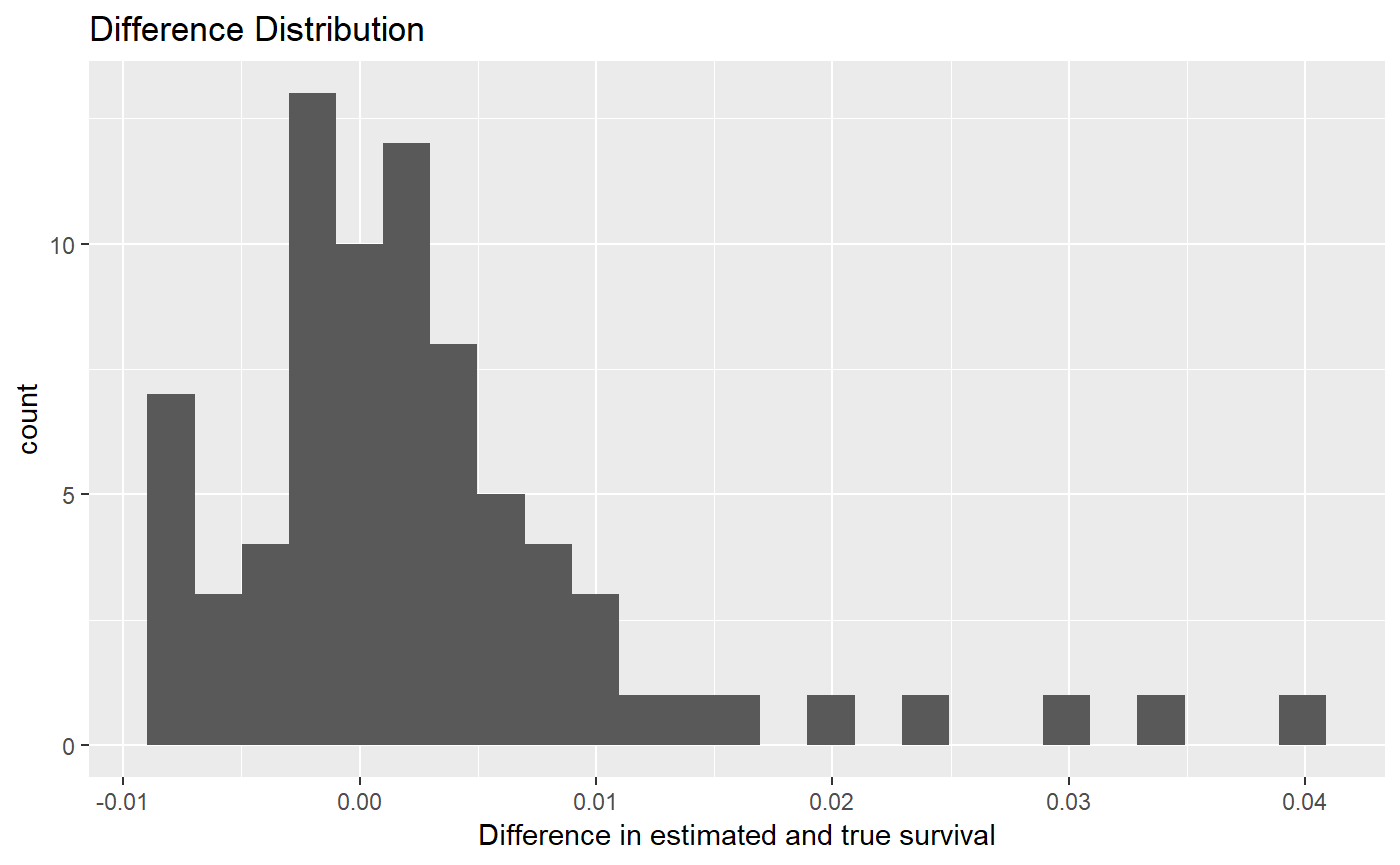 Difference Distribution
count
10
5
0
-0.01 0.00 0.01 0.02 0.03 0.04
Difference in estimated and true survival